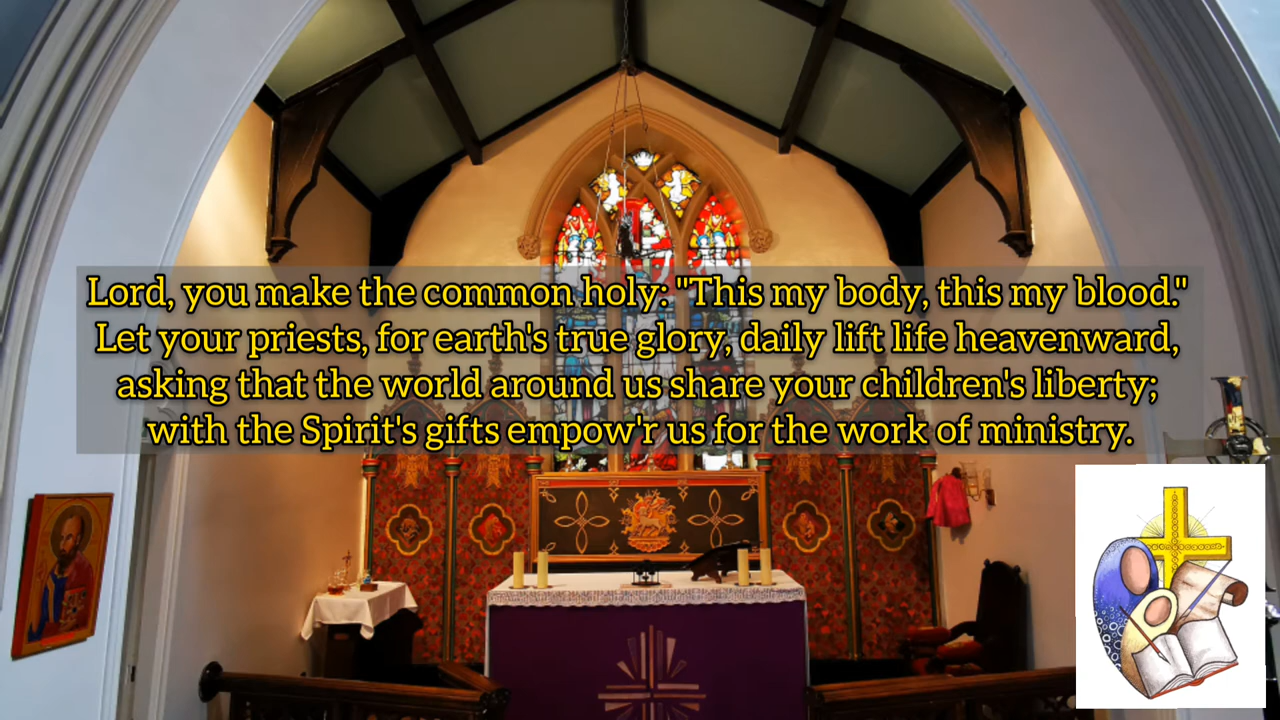 Lord, you make the common holy: "This my body, this my blood."
Let your priests, for earth's true glory, daily lift life heavenward,
asking that the world around us share your children's liberty;
with the Spirit's gifts empow'r us for the work of ministry.